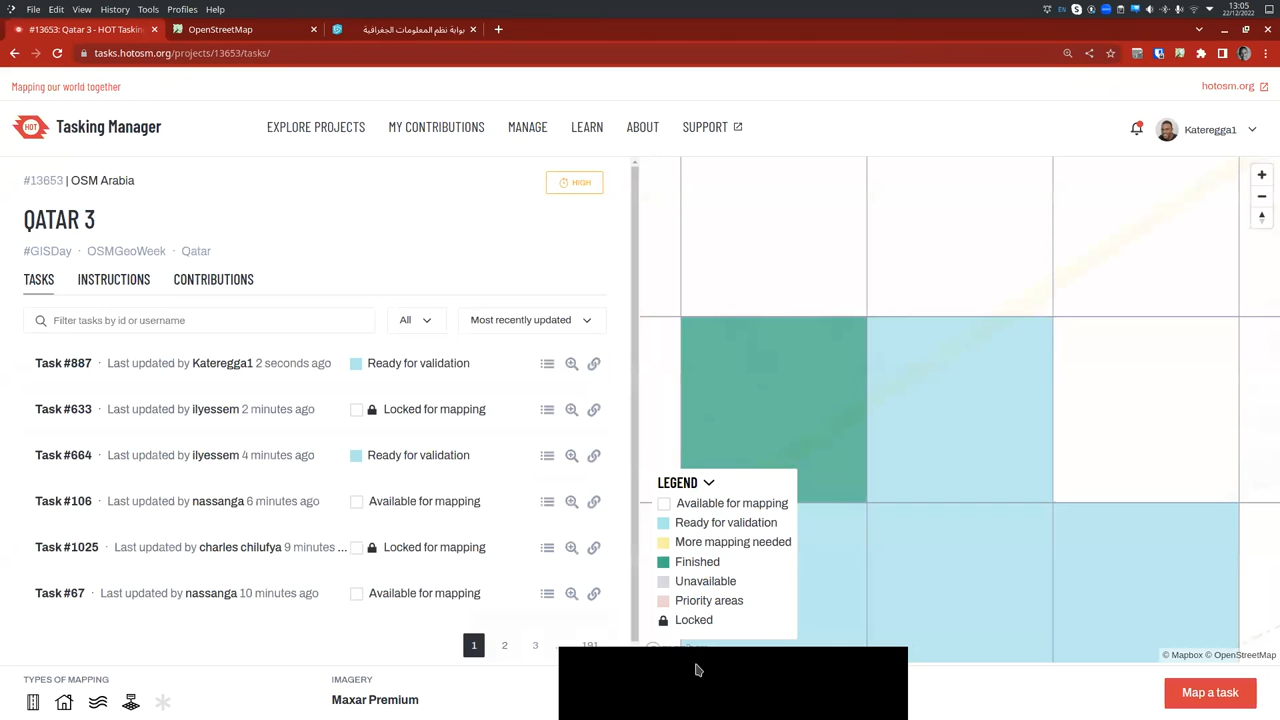 File Edit View History Tools Profiles Help
EN
13:05
22/12/2022
#13653: Qatar 3 - HOT Taskin
OpenStreetMap
بوابة نظم المعلومات الجغرافية
tasks.hotosm.org/projects/13653/tasks/
Mapping our world together
hotosm.org
HOT
Tasking Manager
EXPLORE PROJECTS
MY CONTRIBUTIONS
MANAGE
LEARN
ABOUT
SUPPORT
Kateregga1
#13653 | OSM Arabia
HIGH
QATAR 3
#GISDay · OSMGeoWeek · Qatar
TASKS
INSTRUCTIONS
CONTRIBUTIONS
Filter tasks by id or username
All
Most recently updated
Task #887 · Last updated by Kateregga1 2 seconds ago Ready for validation
Task #633 · Last updated by ilyessem 2 minutes ago Locked for mapping
Task #664 · Last updated by ilyessem 4 minutes ago Ready for validation
Task #106 · Last updated by nassanga 6 minutes ago Available for mapping
Task #1025 · Last updated by charles chilufya 9 minutes ... Locked for mapping
Task #67 · Last updated by nassanga 10 minutes ago Available for mapping
1 2 3 ... 191
LEGEND
Available for mapping
Ready for validation
More mapping needed
Finished
Unavailable
Priority areas
Locked
© Mapbox © OpenStreetMap
TYPES OF MAPPING
IMAGERY
Maxar Premium
Map a task